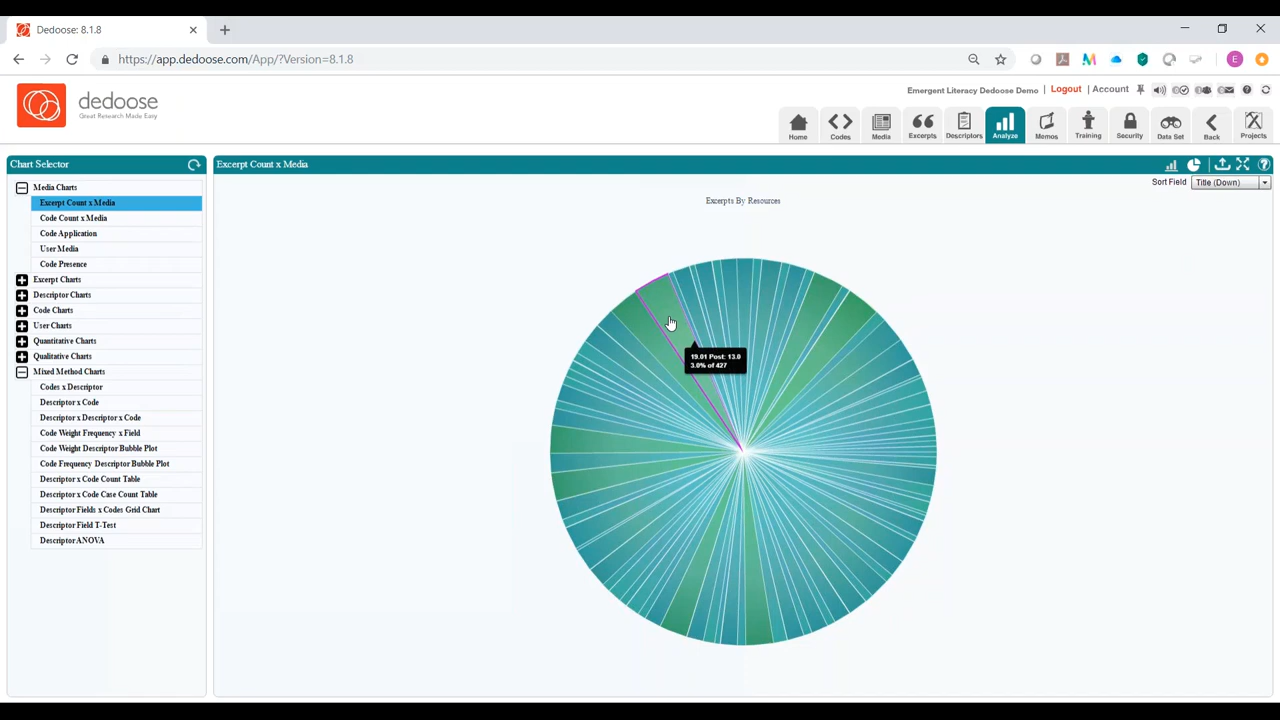 Dedoose: 8.1.8
https://app.dedoose.com/App/?Version=8.1.8
E
dedoose
Great Research Made Easy
Emergent Literacy Dedoose Demo | Logout | Account
Home
Codes
Media
Excerpts
Descriptors
Analyze
Memos
Training
Security
Data Set
Back
Projects
Chart Selector
Excerpt Count x Media
Sort Field
Title (Down)
Media Charts
Excerpt Count x Media
Code Count x Media
Code Application
User Media
Code Presence
Excerpt Charts
Descriptor Charts
Code Charts
User Charts
Quantitative Charts
Qualitative Charts
Mixed Method Charts
Codes x Descriptor
Descriptor x Code
Descriptor x Descriptor x Code
Code Weight Frequency x Field
Code Weight Descriptor Bubble Plot
Code Frequency Descriptor Bubble Plot
Descriptor x Code Count Table
Descriptor x Code Case Count Table
Descriptor Fields x Codes Grid Chart
Descriptor Field T-Test
Descriptor ANOVA
Excerpts By Resources
19.01 Post: 13.0
3.0% of 427